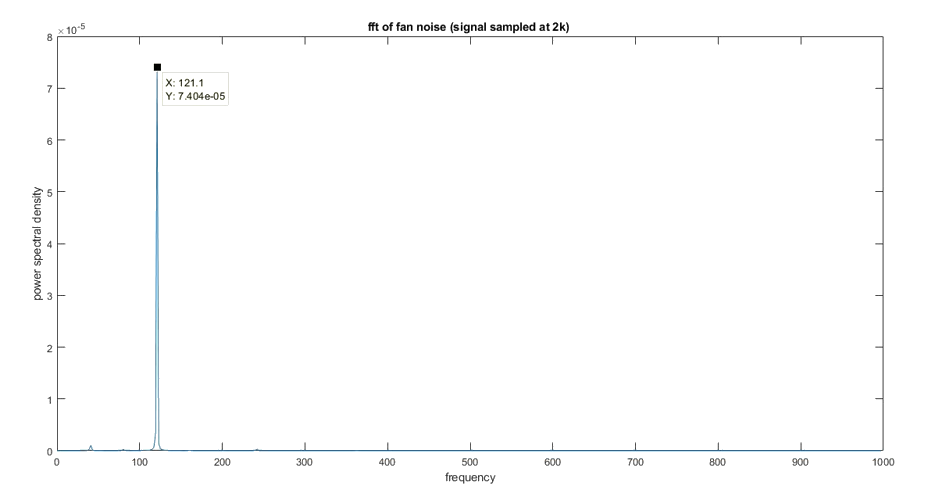 fft of fan noise (signal sampled at 2k)
×10-5
8
7
6
5
4
3
2
1
0
X: 121.1
Y: 7.404e-05
power spectral density
0 100 200 300 400 500 600 700 800 900 1000
frequency